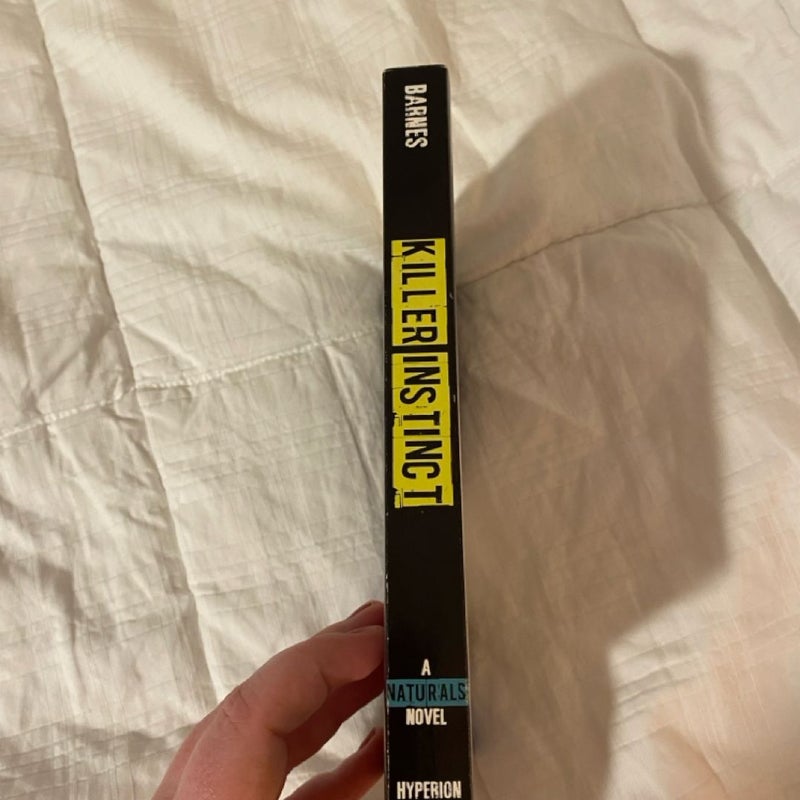 BARNES
KILLER INSTINCT
A
NATURALS
NOVEL
HYPERION